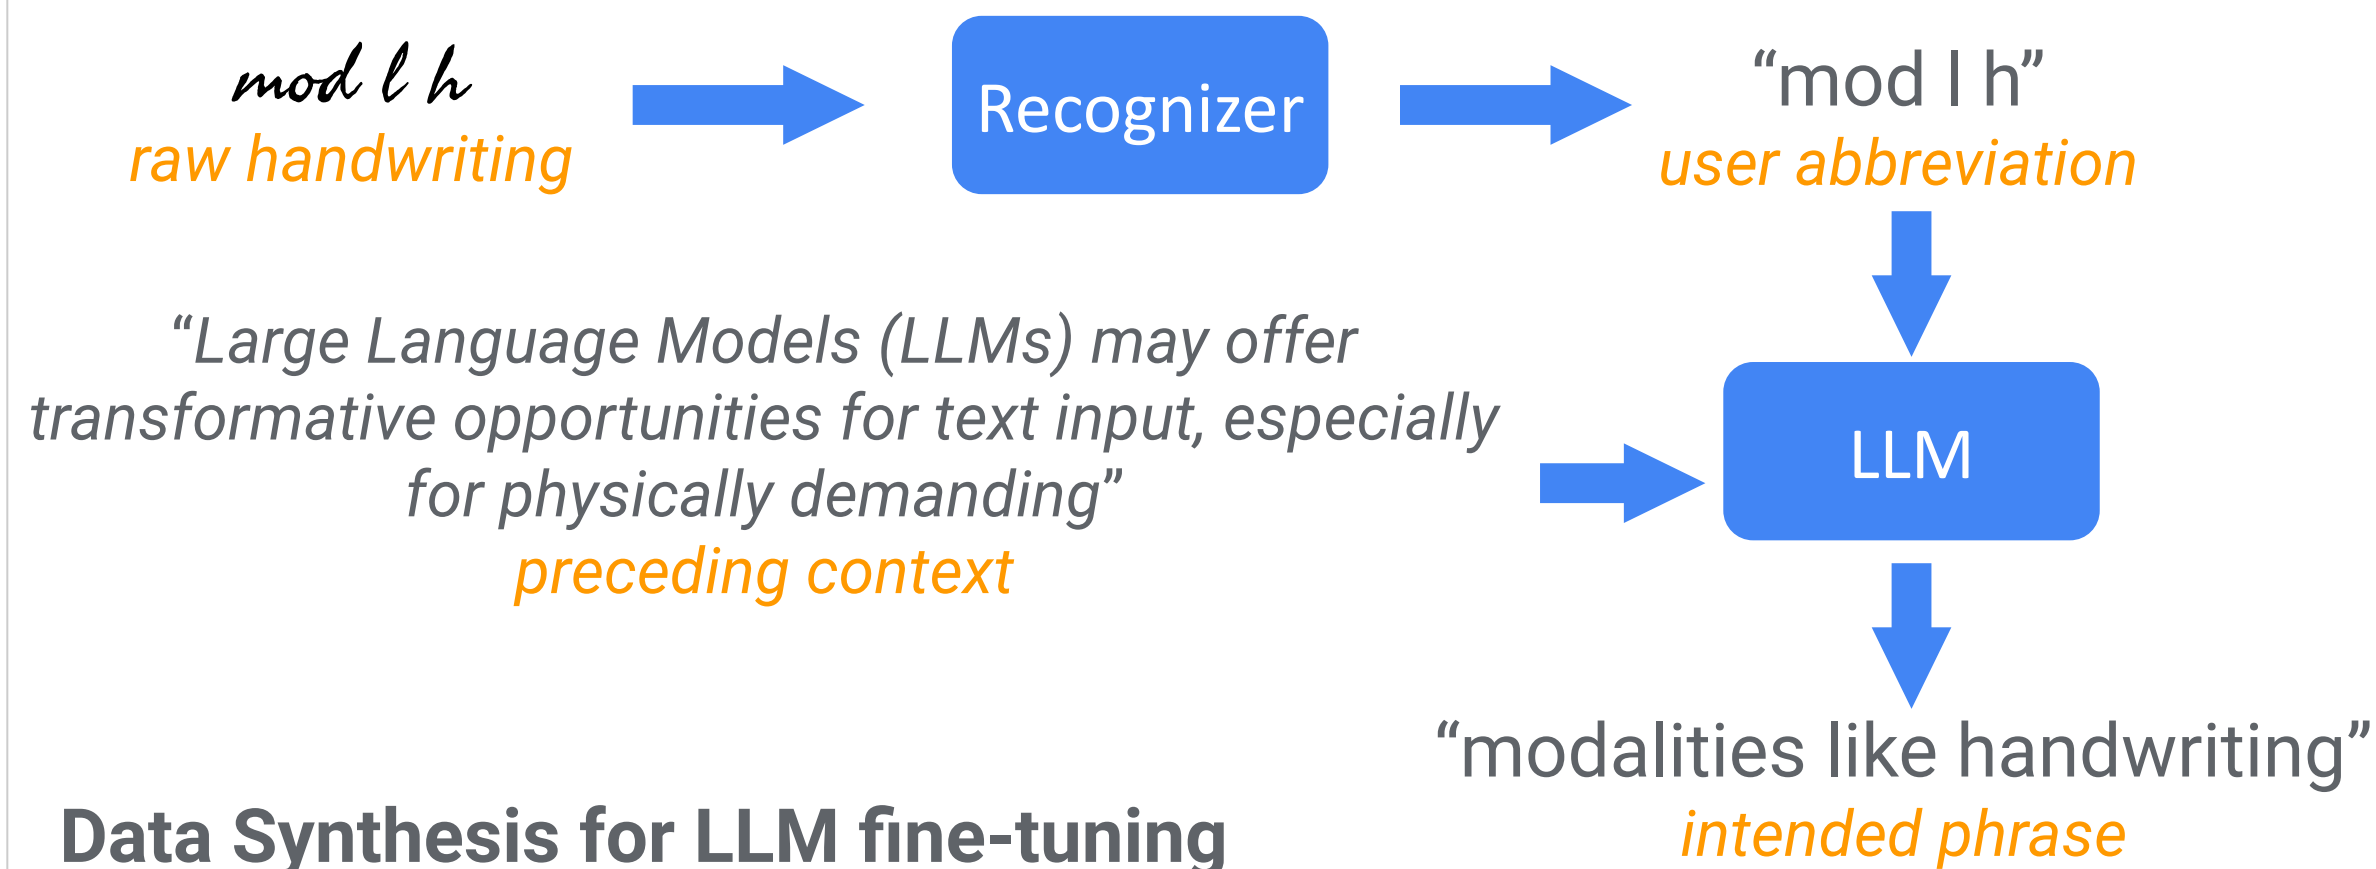 mod l h
raw handwriting
Recognizer
“mod l h”
user abbreviation
“Large Language Models (LLMs) may offer
transformative opportunities for text input, especially
for physically demanding”
preceding context
LLM
“modalities like handwriting”
intended phrase
Data Synthesis for LLM fine-tuning